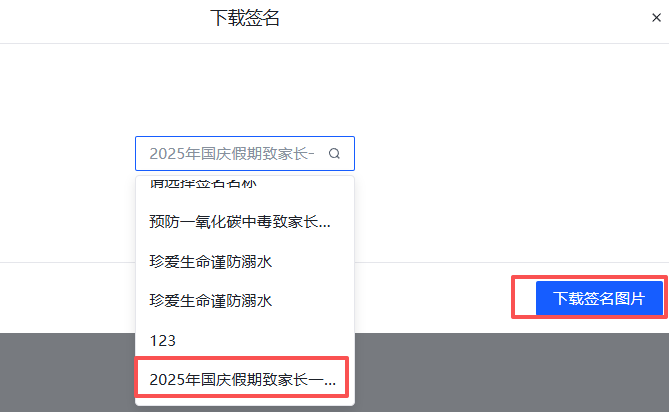 下载签名
2025年国庆假期致家长-
请选择签名名称
预防一氧化碳中毒致家长...
珍爱生命谨防溺水
珍爱生命谨防溺水
下载签名图片
123
2025年国庆假期致家长一...